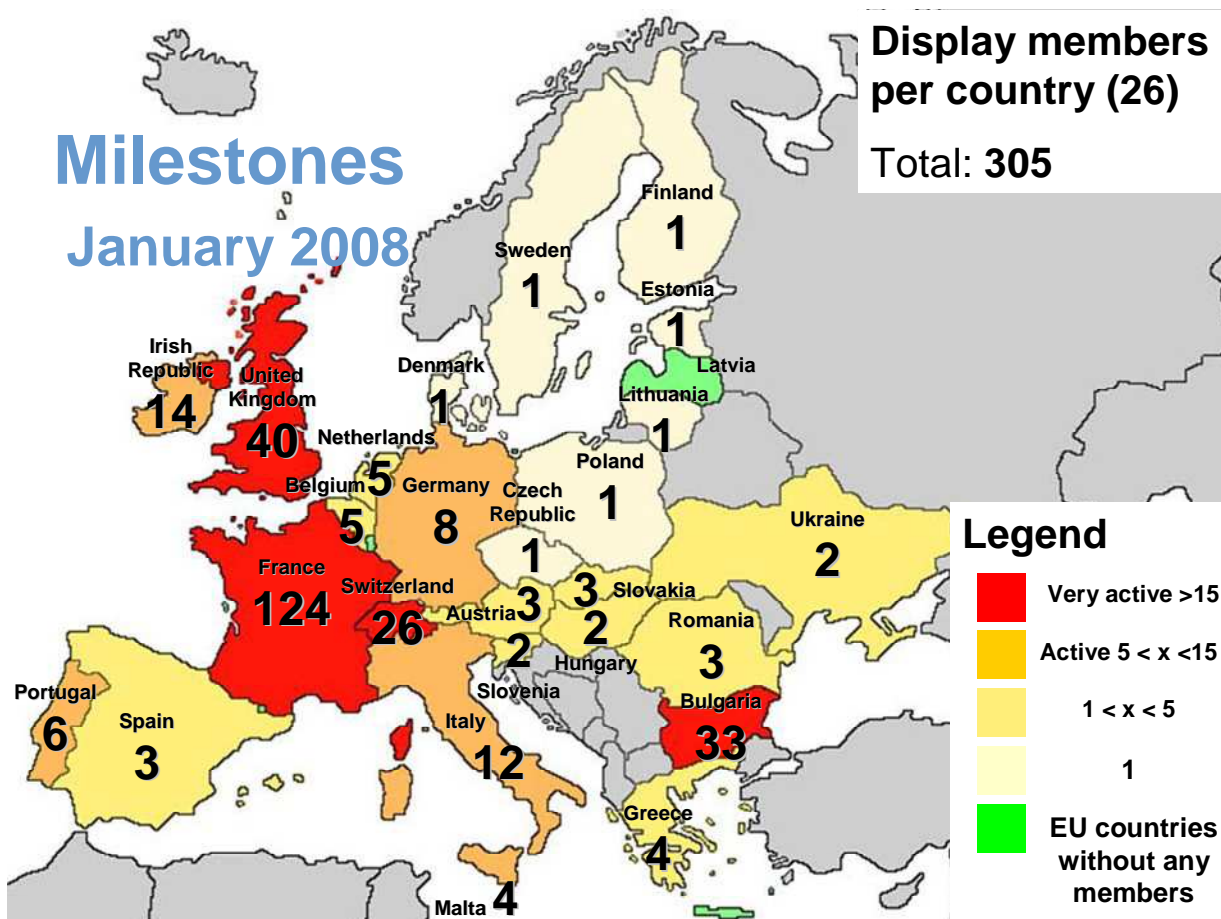 Display members
per country (26)
Total: 305
Milestones
January 2008
Finland
1
Sweden
1
Estonia
1
Irish
Republic
14
United
Kingdom
40
Denmark
1
Latvia
Lithuania
1
Netherlands
5
Belgium
5
Germany
8
Poland
1
Czech
Republic
1
Ukraine
2
France
124
Switzerland
26
Austria
3
3
Slovakia
2
Hungary
2
Slovenia
Romania
3
Bulgaria
33
Portugal
6
Spain
3
Italy
12
Greece
4
Malta
4
Legend
Very active >15
Active 5 < x <15
1 < x < 5
1
EU countries
without any
members